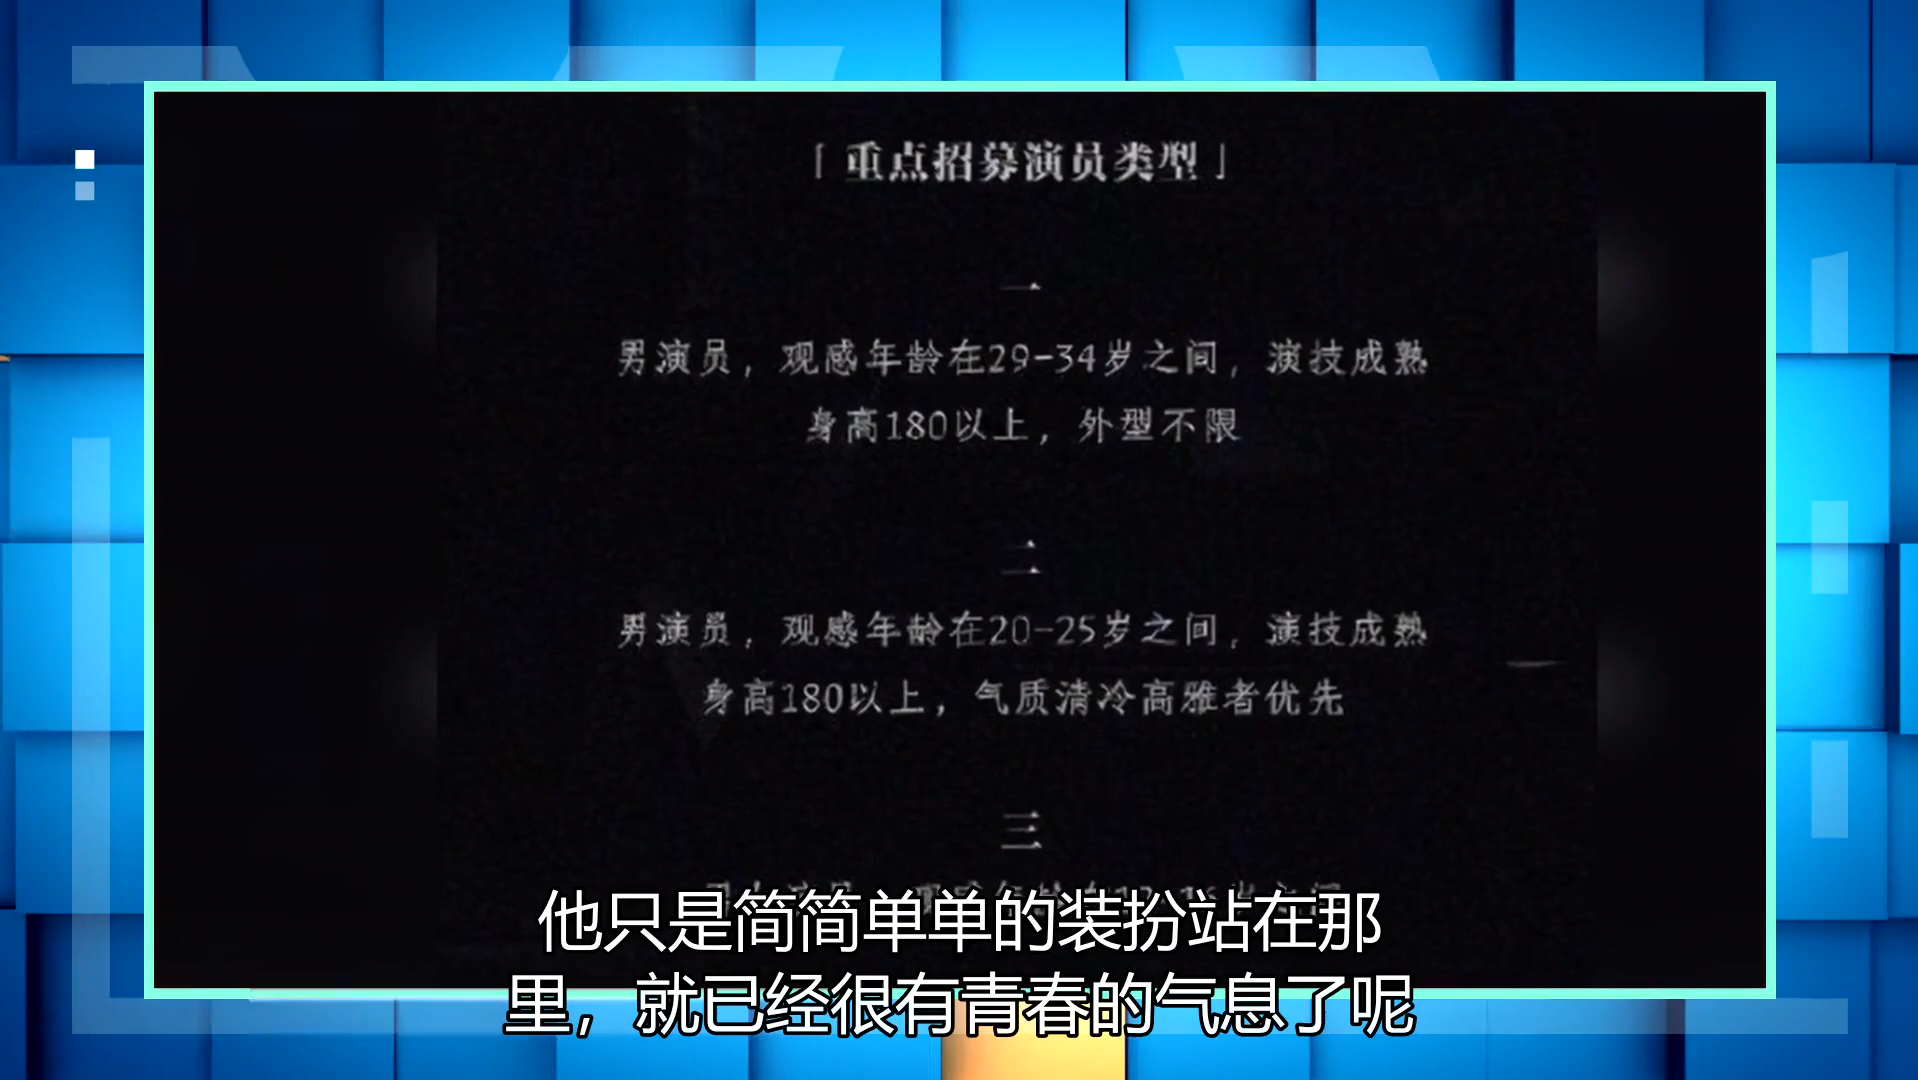 「重点招募演员类型」
一
男演员，观感年龄在29-34岁之间，演技成熟
身高180以上，外型不限
二
男演员，观感年龄在20-25岁之间，演技成熟
身高180以上，气质清冷高雅者优先
三
他只是简简单单的装扮站在那
里，就已经很有青春的气息了呢